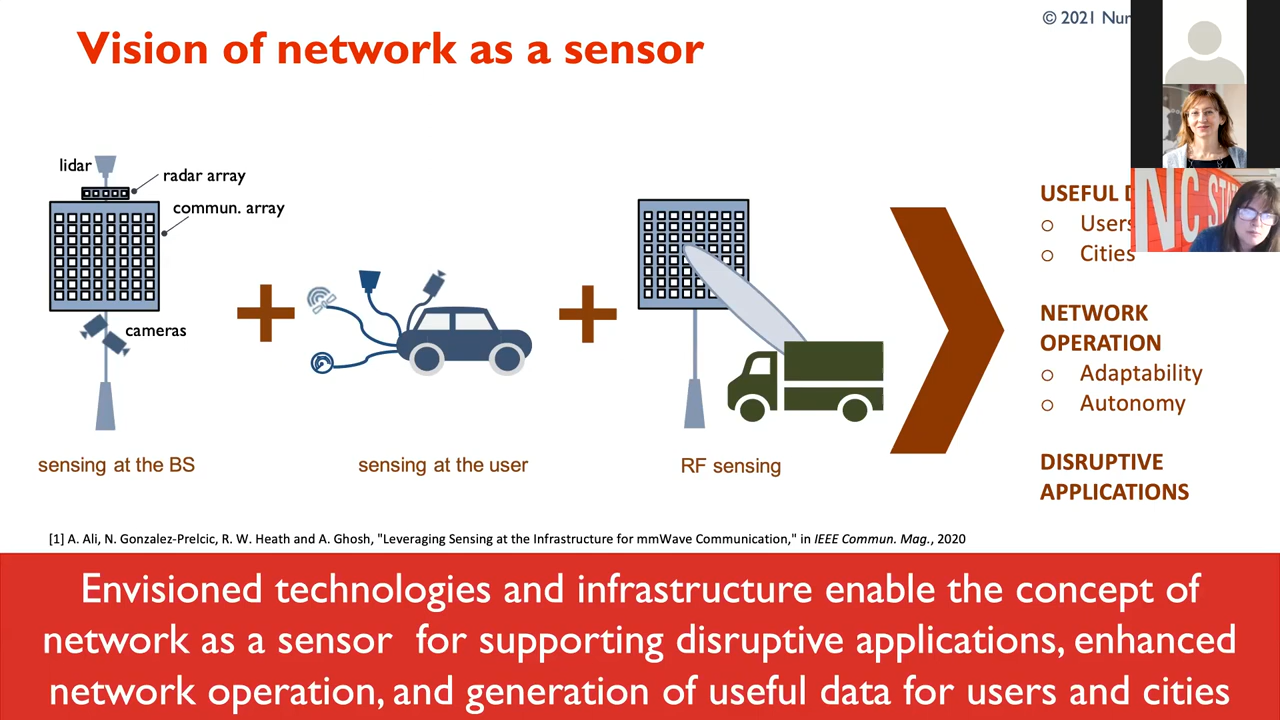 © 2021
Vision of network as a sensor
lidar
radar array
commun. array
cameras
sensing at the BS
sensing at the user
RF sensing
USEFUL
o Users
o Cities
NETWORK
OPERATION
o Adaptability
o Autonomy
DISRUPTIVE
APPLICATIONS
NC
[1] A. Ali, N. Gonzalez-Prelcic, R. W. Heath and A. Ghosh, "Leveraging Sensing at the Infrastructure for mmWave Communication," in IEEE Commun. Mag., 2020
Envisioned technologies and infrastructure enable the concept of
network as a sensor for supporting disruptive applications, enhanced
network operation, and generation of useful data for users and cities